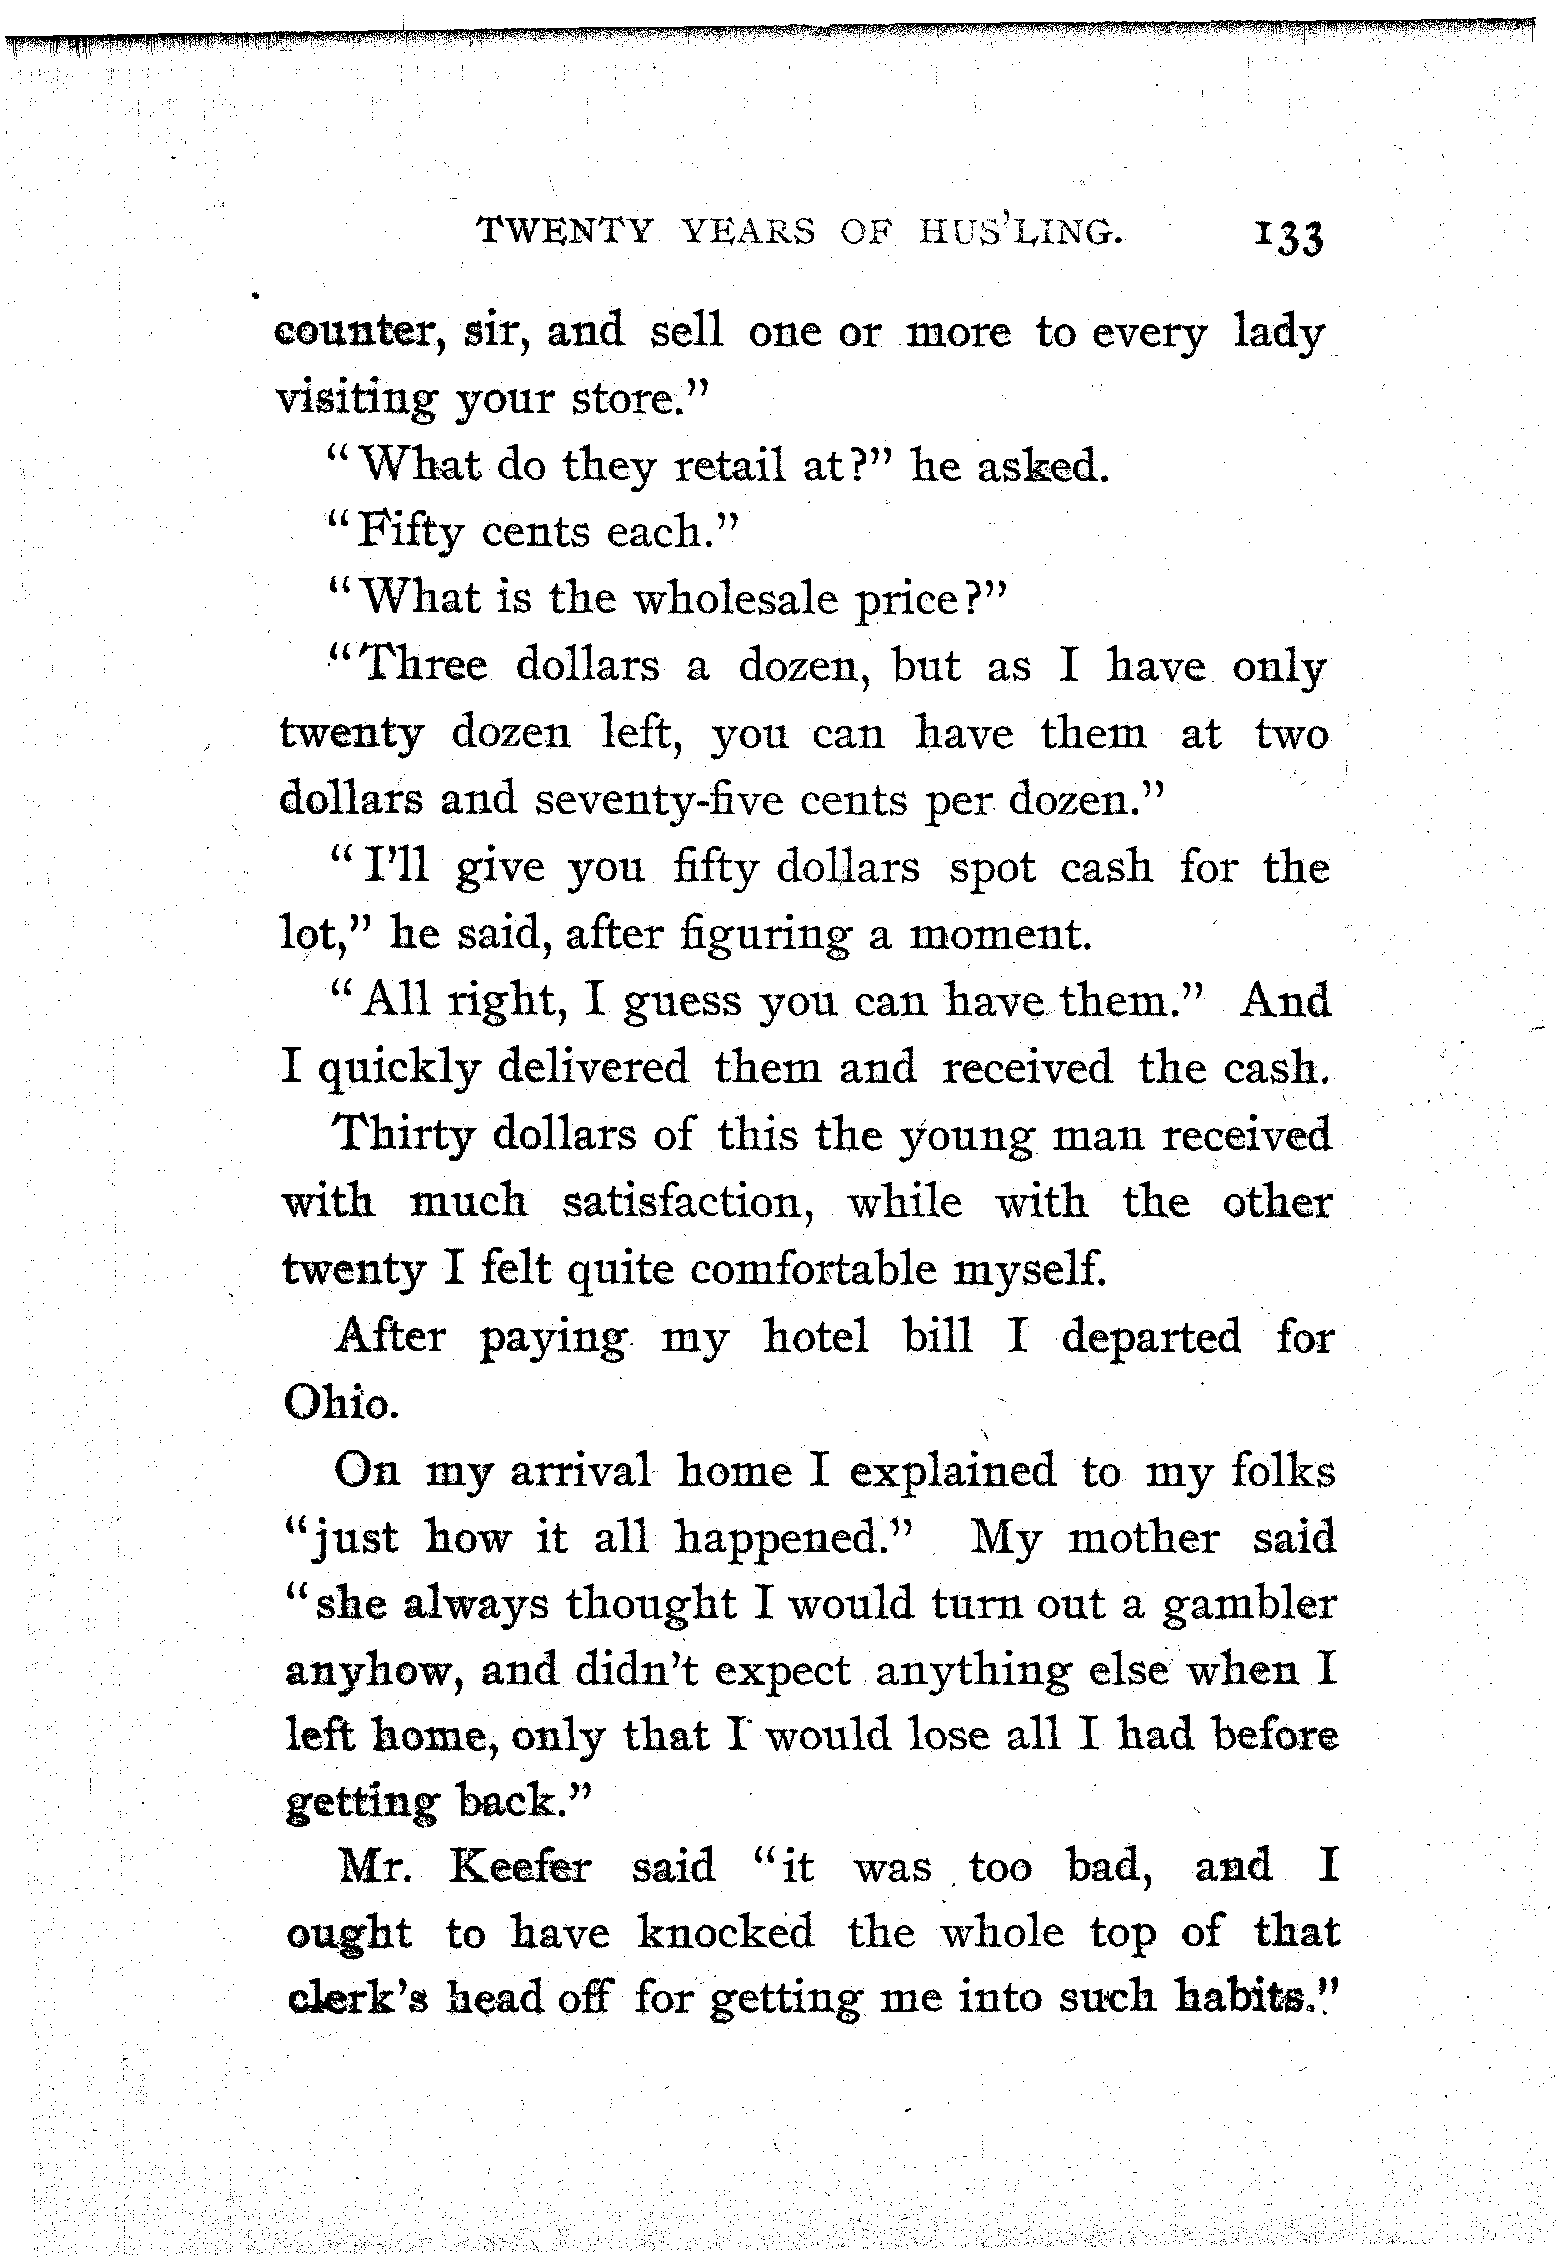 TWENTY YEARS OF HUS'LING. 133
counter, sir, and sell one or more to every lady
visiting your store."
"What do they retail at?" he asked.
"Fifty cents each."
"What is the wholesale price?"
"Three dollars a dozen, but as I have only
twenty dozen left, you can have them at two
dollars and seventy-five cents per dozen."
"I'll give you fifty dollars spot cash for the
lot," he said, after figuring a moment.
"All right, I guess you can have them." And
I quickly delivered them and received the cash.
Thirty dollars of this the young man received
with much satisfaction, while with the other
twenty I felt quite comfortable myself.
After paying my hotel bill I departed for
Ohio.
On my arrival home I explained to my folks
"just how it all happened." My mother said
"she always thought I would turn out a gambler
anyhow, and didn't expect anything else when I
left home, only that I would lose all I had before
getting back."
Mr. Keefer said "it was too bad, and I
ought to have knocked the whole top of that
clerk's head off for getting me into such habits."